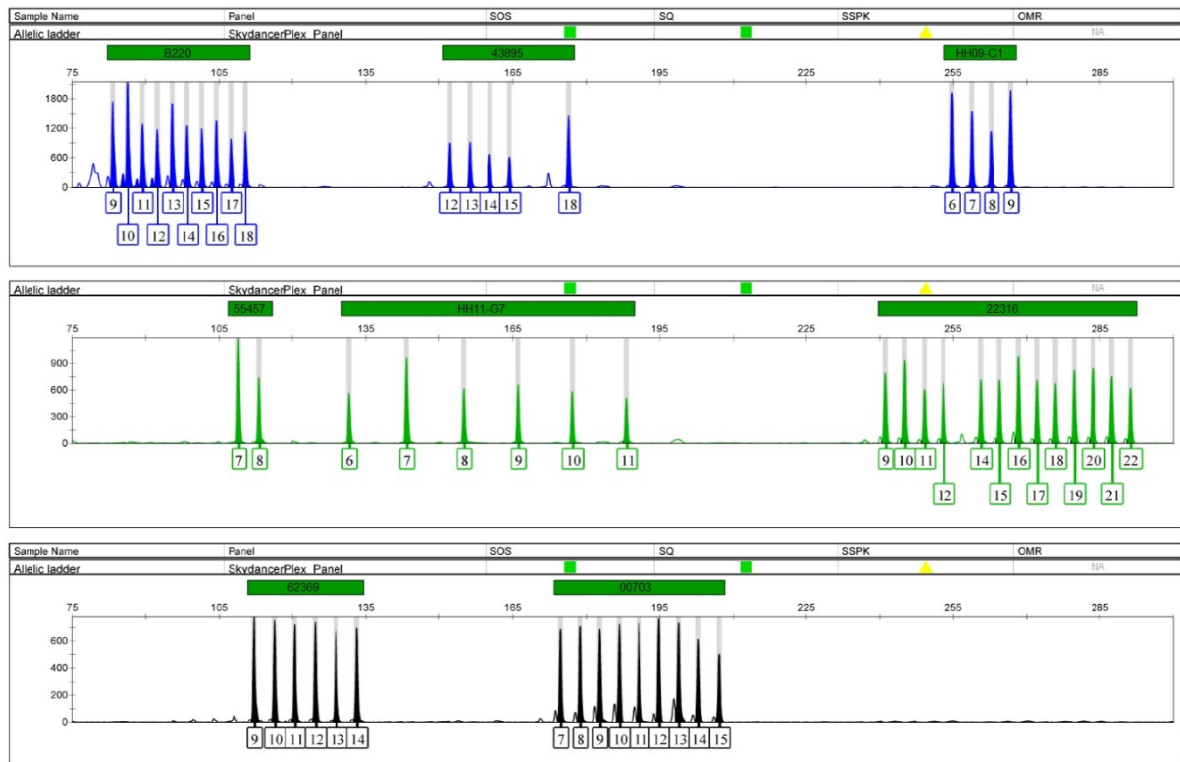 Sample Name Panel SOS SQ SSPK OMR
Allelic ladder SkydancerPlex_Panel NA
B220 43895 HH09-C1
75 105 135 165 195 225 255 285
1800
1200
600
0
9 11 13 15 17 12 13 14 15 18 6 7 8 9
10 12 14 16 18
Allelic ladder SkydancerPlex_Panel NA
55457 HH11-G7 22316
75 105 135 165 195 225 255 285
900
600
300
0
7 8 6 7 8 9 10 11 9 10 11 14 16 18 20 22
12 15 17 19 21
Sample Name Panel SOS SQ SSPK OMR
Allelic ladder SkydancerPlex_Panel NA
62369 00703
75 105 135 165 195 225 255 285
600
400
200
0
9 10 11 12 13 14 7 8 9 10 11 12 13 14 15